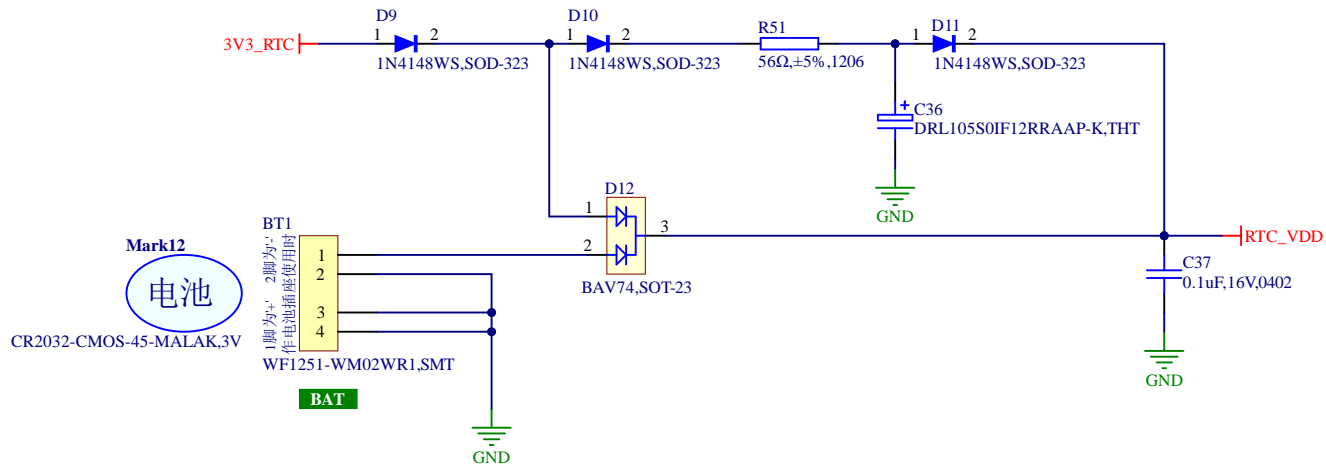 D9
D10
R51
D11
3V3_RTC
1
2
1
2
1
2
1N4148WS,SOD-323
1N4148WS,SOD-323
56Ω,±5%,1206
1N4148WS,SOD-323
+
C36
DRL105S0IF12RRAAP-K,THT
GND
D12
1
2
3
BAV74,SOT-23
RTC_VDD
C37
0.1uF,16V,0402
GND
BT1
1
2
3
4
1脚为'+' 2脚为'-'
作电池插座使用时
WF1251-WM02WR1,SMT
Mark12
电池
CR2032-CMOS-45-MALAK,3V
BAT
GND